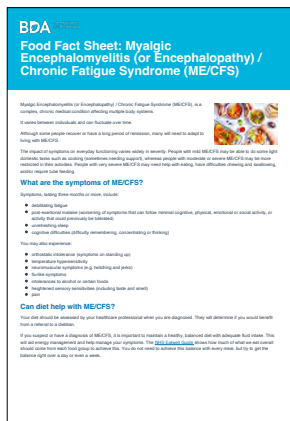 BDA
Food Fact Sheet: Myalgic
Encephalomyelitis (or Encephalopathy) /
Chronic Fatigue Syndrome (ME/CFS)
Myalgic Encephalomyelitis (or Encephalopathy) / Chronic Fatigue Syndrome (ME/CFS), is a
complex, chronic medical condition affecting multiple body systems.
It varies between individuals and can fluctuate over time.
Although some people recover or have a long period of remission, many will need to adapt to
living with ME/CFS.
The impact of symptoms on everyday functioning varies widely in severity. People with mild ME/CFS may be able to do some light
domestic tasks such as cooking (sometimes needing support), whereas people with moderate or severe ME/CFS may be more
restricted in their activities. People with very severe ME/CFS may need help with eating, have difficulties chewing and swallowing,
and/or require tube feeding.
What are the symptoms of ME/CFS?
Symptoms, lasting three months or more, include:
debilitating fatigue
post-exertional malaise (worsening of symptoms that can follow minimal cognitive, physical, emotional or social activity, or
activity that could previously be tolerated)
unrefreshing sleep
cognitive difficulties (difficulty remembering, concentrating or thinking)
You may also experience:
orthostatic intolerance (symptoms on standing up)
temperature hypersensitivity
neuromuscular symptoms (e.g. twitching and jerks)
flu-like symptoms
intolerances to alcohol or certain foods
heightened sensory sensitivities (including taste and smell)
pain
Can diet help with ME/CFS?
Your diet should be assessed by your healthcare professional when you are diagnosed. They will determine if you would benefit
from a referral to a dietitian.
If you suspect or have a diagnosis of ME/CFS, it is important to maintain a healthy, balanced diet with adequate fluid intake. This
will aid energy management and help manage your symptoms. The NHS Eatwell Guide shows how much of what we eat overall
should come from each food group to achieve this. You do not need to achieve this balance with every meal, but try to get the
balance right over a day or even a week.